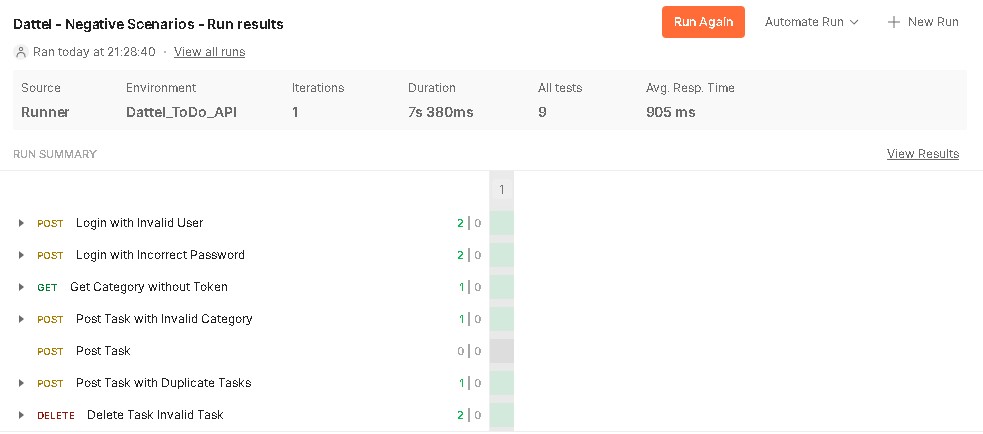 Dattel - Negative Scenarios - Run results
Run Again
Automate Run
New Run
Ran today at 21:28:40 · View all runs
Source Environment Iterations Duration All tests Avg. Resp. Time
Runner Dattel_ToDo_API 1 7s 380ms 9 905 ms
RUN SUMMARY View Results
1
POST Login with Invalid User 2 | 0
POST Login with Incorrect Password 2 | 0
GET Get Category without Token 1 | 0
POST Post Task with Invalid Category 1 | 0
POST Post Task 0 | 0
POST Post Task with Duplicate Tasks 1 | 0
DELETE Delete Task Invalid Task 2 | 0